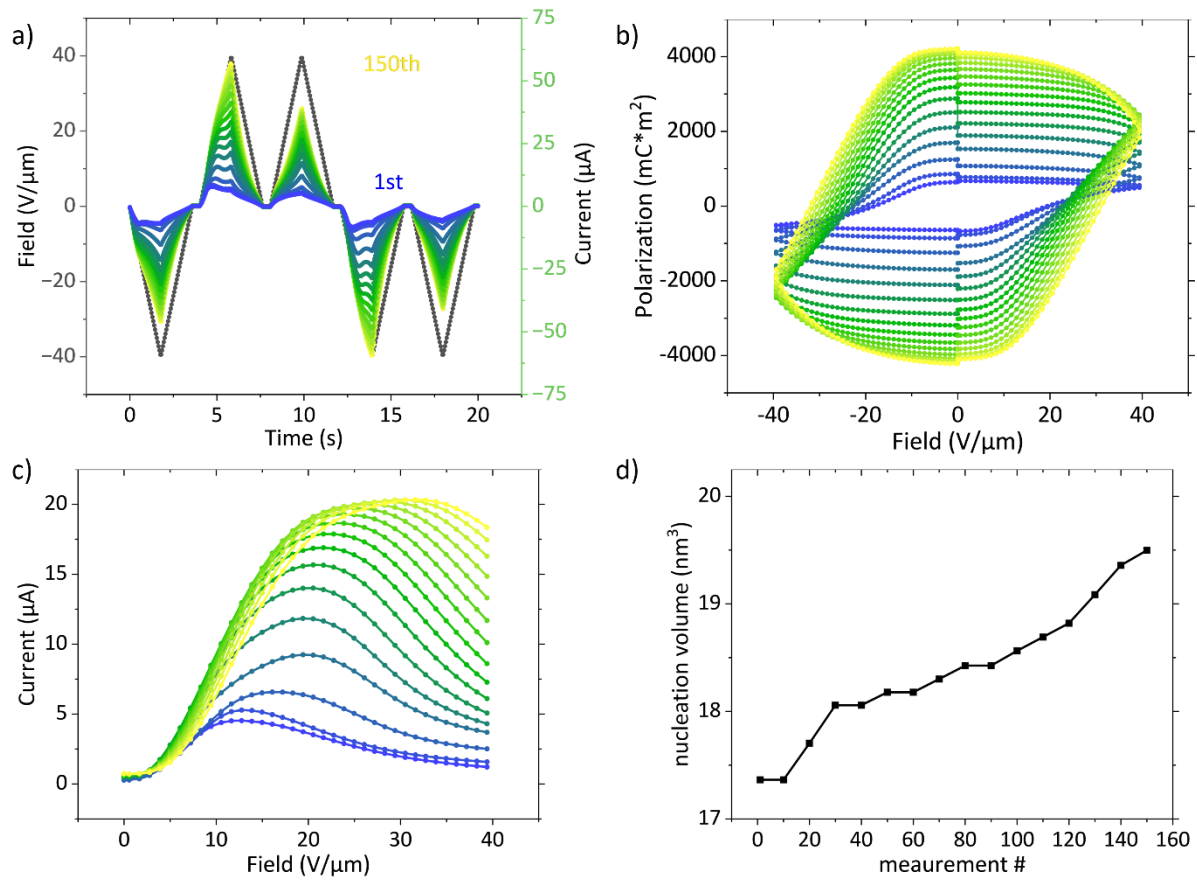 a)
Field (V/μm)
40
20
0
−20
−40
150th
1st
75
50
25
0
−25
−50
−75
Current (μA)
0
5
10
15
20
Time (s)
b)
Polarization (mC*m²)
4000
2000
0
-2000
-4000
-40
-20
0
20
40
Field (V/μm)
c)
Current (μA)
20
15
10
5
0
0
10
20
30
40
Field (V/μm)
d)
nucleation volume (nm³)
20
19
18
17
0 20 40 60 80 100 120 140 160
meaurement #